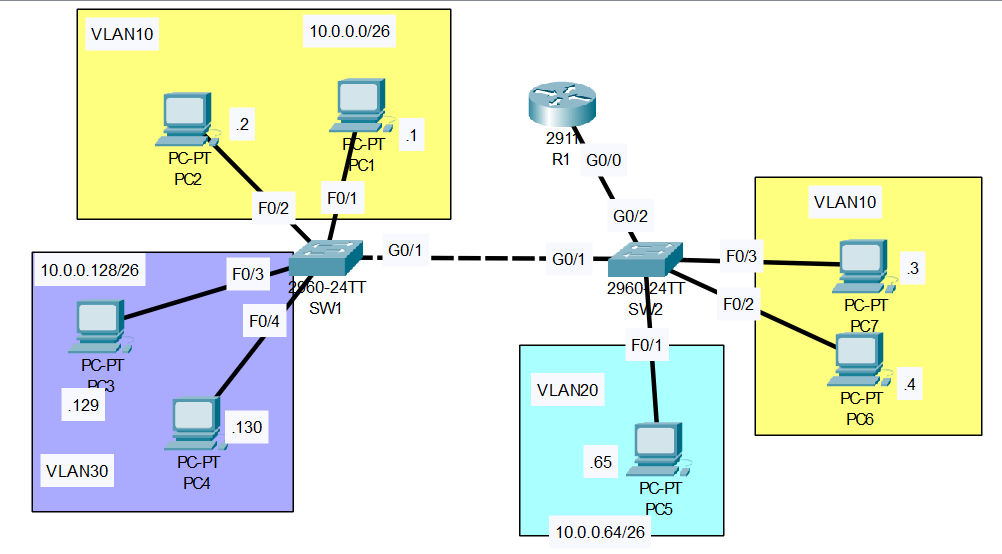 VLAN10
10.0.0.0/26
.2
.1
PC-PT
PC2
PC-PT
PC1
F0/2
F0/1
2911
R1
G0/0
G0/2
VLAN10
10.0.0.128/26
F0/3
F0/4
2960-24TT
SW1
G0/1
G0/1
2960-24TT
SW2
F0/3
F0/2
F0/1
.3
PC-PT
PC7
.4
PC-PT
PC6
PC-PT
PC3
.129
.130
PC-PT
PC4
VLAN30
VLAN20
.65
PC-PT
PC5
10.0.0.64/26